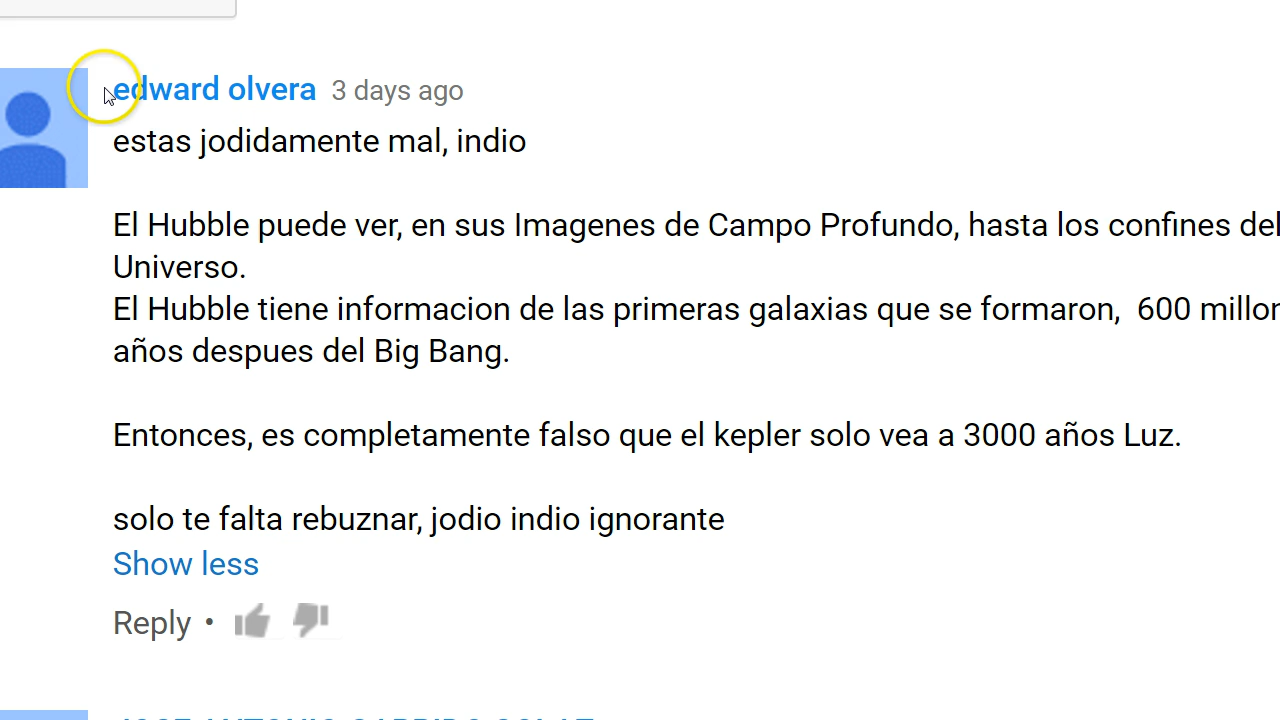 edward olvera 3 days ago
estas jodidamente mal, indio
El Hubble puede ver, en sus Imagenes de Campo Profundo, hasta los confines del
Universo.
El Hubble tiene informacion de las primeras galaxias que se formaron, 600 millon
años despues del Big Bang.
Entonces, es completamente falso que el kepler solo vea a 3000 años Luz.
solo te falta rebuznar, jodio indio ignorante
Show less
Reply •